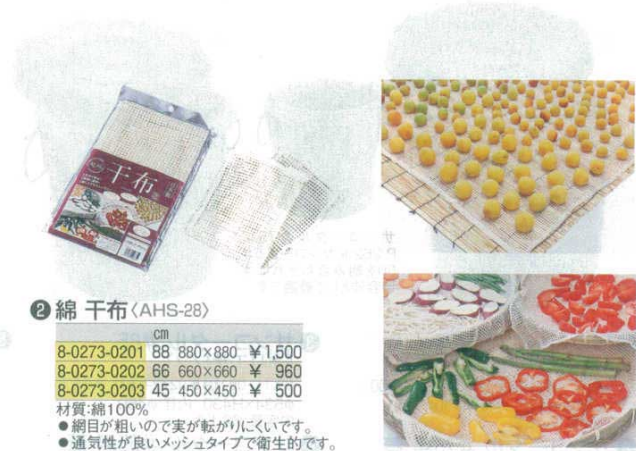 干布
❷ 綿 干布〈AHS-28〉
cm
8-0273-0201 88 880×880 ￥1,500
8-0273-0202 66 660×660 ￥ 960
8-0273-0203 45 450×450 ￥ 500
材質:綿100%
●網目が粗いので実が転がりにくいです。
●通気性が良いメッシュタイプで衛生的です。